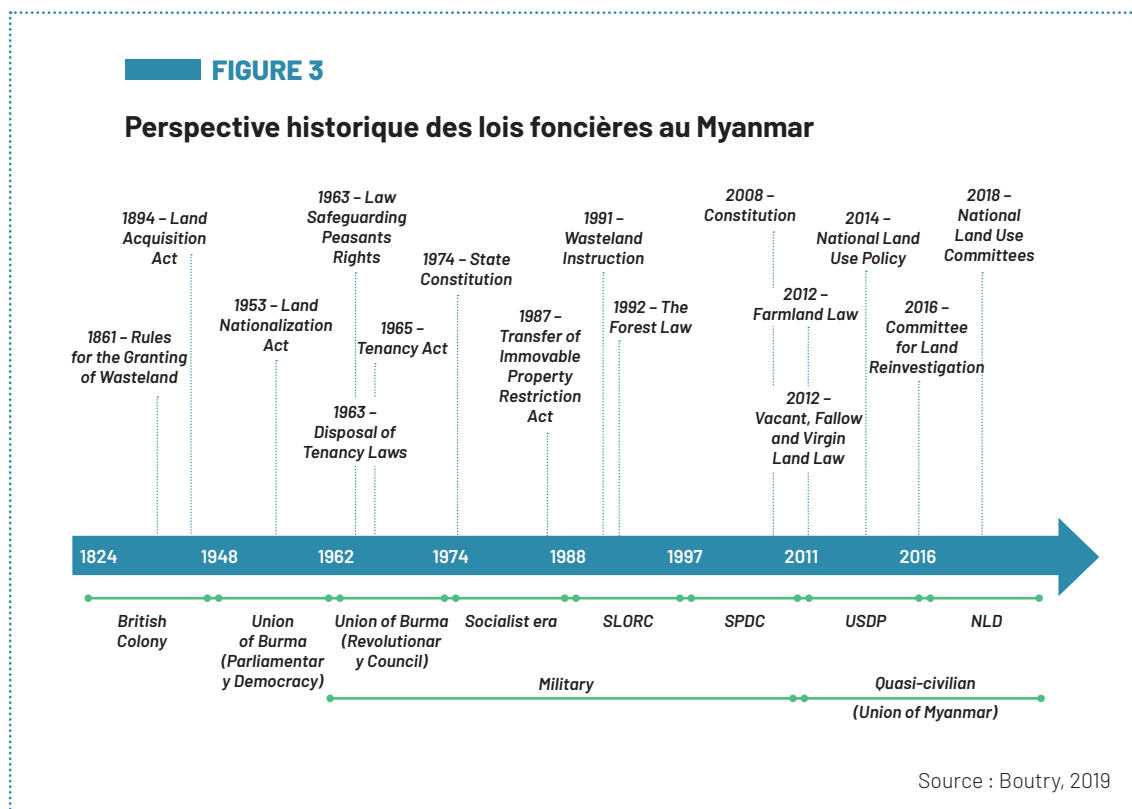 FIGURE 3
Perspective historique des lois foncières au Myanmar
1861 – Rules
for the Granting
of Wasteland
1894 – Land
Acquisition
Act
1953 – Land
Nationalization
Act
1963 – Law
Safeguarding
Peasants
Rights
1963 –
Disposal of
Tenancy Laws
1965 –
Tenancy Act
1974 – State
Constitution
1987 –
Transfer of
Immovable
Property
Restriction
Act
1991 –
Wasteland
Instruction
1992 – The
Forest Law
2008 –
Constitution
2012 –
Farmland Law
2012 –
Vacant, Fallow
and Virgin
Land Law
2014 –
National Land
Use Policy
2016 –
Committee
for Land
Reinvestigation
2018 –
National
Land Use
Committees
1824 1948 1962 1974 1988 1997 2011 2016
British
Colony
Union
of Burma
(Parliamentar
y Democracy)
Union of Burma
(Revolutionar
y Council)
Socialist era
SLORC
SPDC
USDP
NLD
Military
Quasi-civilian
(Union of Myanmar)
Source : Boutry, 2019